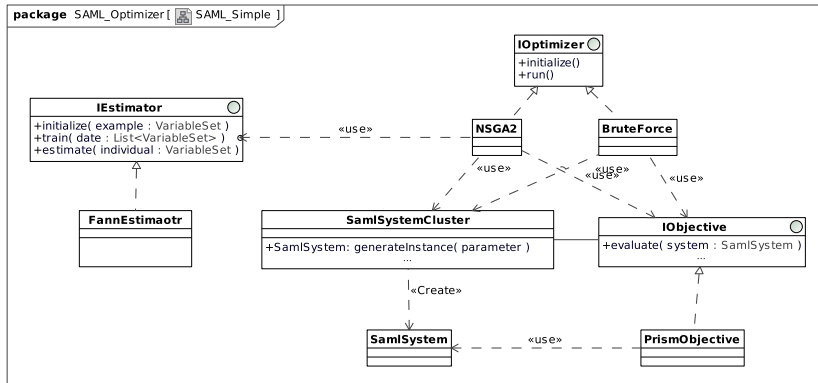 package SAML_Optimizer [ SAML_Simple ]
IOptimizer
+initialize()
+run()
IEstimator
+initialize( example : VariableSet )
+train( date : List<VariableSet> )
+estimate( individual : VariableSet )
«use»
NSGA2
BruteForce
«use»
«use»
«use»
«use»
FannEstimaotr
SamlSystemCluster
+SamlSystem: generateInstance( parameter )
...
IObjective
+evaluate( system : SamlSystem )
...
«Create»
SamlSystem
«use»
PrismObjective